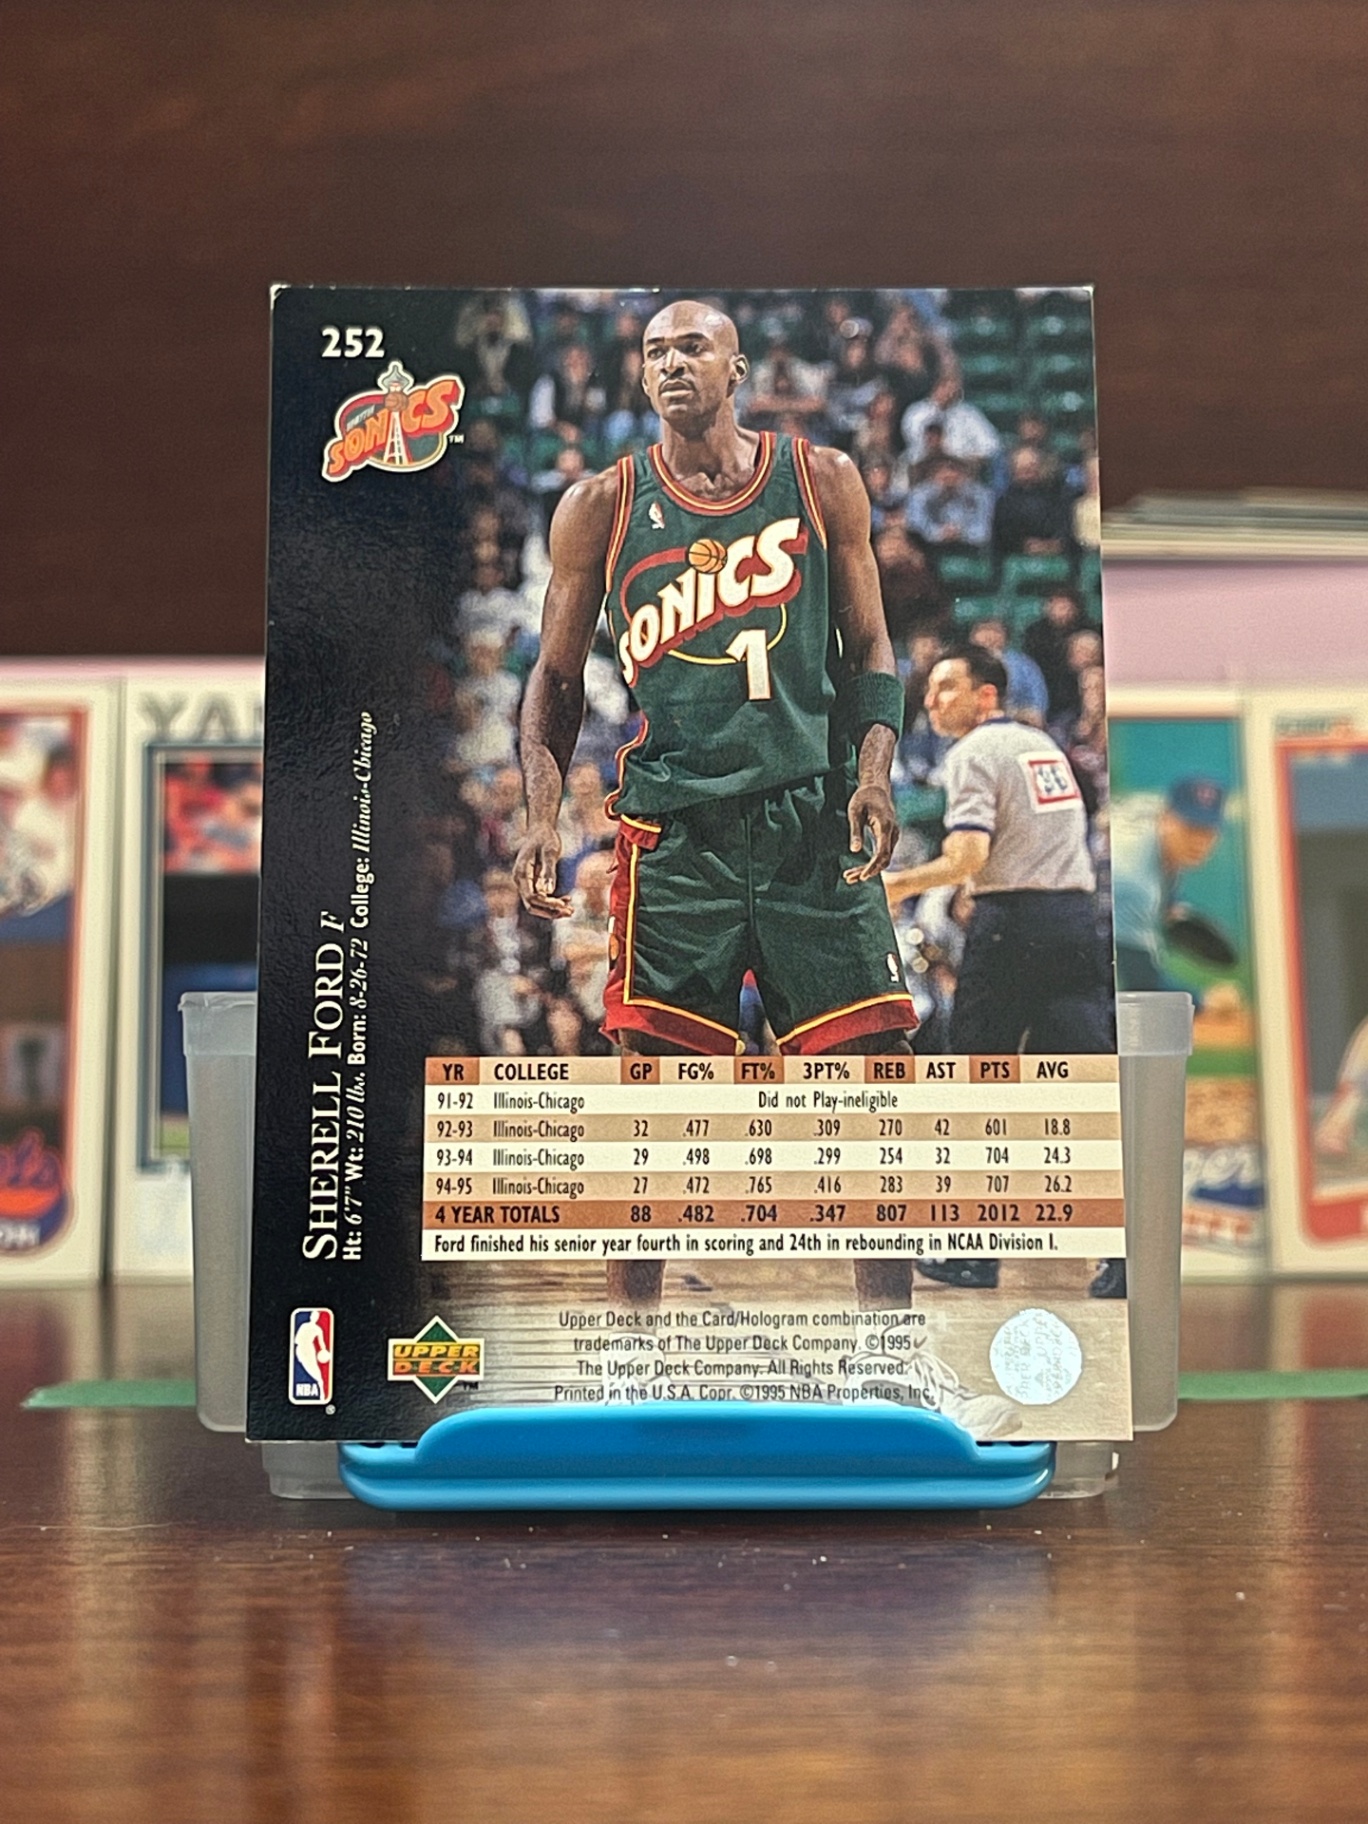 252
SONICS
TM
SONICS
1
SHERELL FORD F
Ht: 6'7" Wt: 210 lbs. Born: 8-26-72 College: Illinois-Chicago
YR COLLEGE GP FG% FT% 3PT% REB AST PTS AVG
91-92 Illinois-Chicago Did not Play-ineligible
92-93 Illinois-Chicago 32 .477 .630 .309 270 42 601 18.8
93-94 Illinois-Chicago 29 .498 .698 .299 254 32 704 24.3
94-95 Illinois-Chicago 27 .472 .765 .416 283 39 707 26.2
4 YEAR TOTALS 88 .482 .704 .347 807 113 2012 22.9
Ford finished his senior year fourth in scoring and 24th in rebounding in NCAA Division I.
NBA
®
UPPER
DECK
TM
Upper Deck and the Card/Hologram combination are
trademarks of The Upper Deck Company. ©1995
The Upper Deck Company. All Rights Reserved.
Printed in the U.S.A. Copr. ©1995 NBA Properties, Inc.
YAN